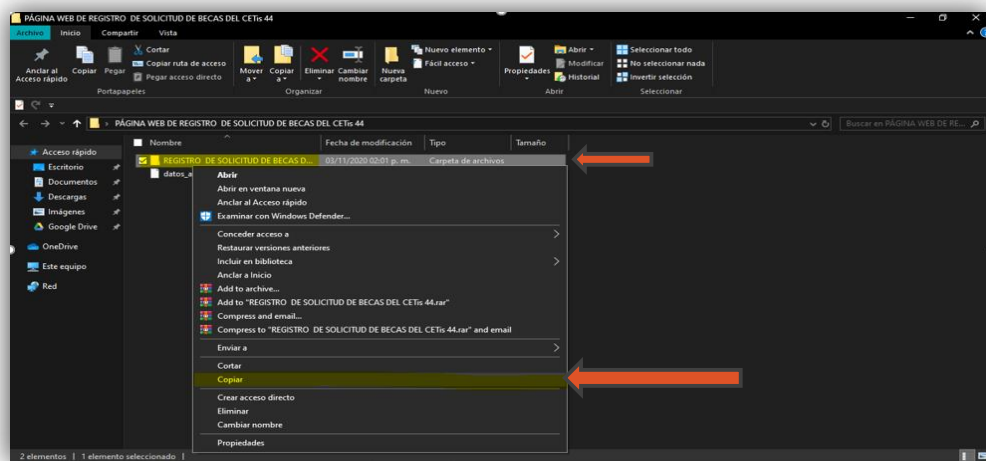 PÁGINA WEB DE REGISTRO DE SOLICITUD DE BECAS DEL CETis 44
Archivo Inicio Compartir Vista
Anclar al Acceso rápido
Copiar
Pegar
Cortar
Copiar ruta de acceso
Pegar acceso directo
Portapapeles
Mover a
Copiar a
Eliminar
Cambiar nombre
Organizar
Nueva carpeta
Nuevo elemento
Fácil acceso
Nuevo
Propiedades
Abrir
Modificar
Historial
Abrir
Seleccionar todo
No seleccionar nada
Invertir selección
Seleccionar
PÁGINA WEB DE REGISTRO DE SOLICITUD DE BECAS DEL CETis 44
Buscar en PÁGINA WEB DE RE...
Nombre Fecha de modificación Tipo Tamaño
REGISTRO DE SOLICITUD DE BECAS D... 03/11/2020 02:01 p. m. Carpeta de archivos
datos_a
Acceso rápido
Escritorio
Documentos
Descargas
Imágenes
Google Drive
OneDrive
Este equipo
Red
Abrir
Abrir en ventana nueva
Anclar al Acceso rápido
Examinar con Windows Defender...
Conceder acceso a
Restaurar versiones anteriores
Incluir en biblioteca
Anclar a Inicio
Add to archive...
Add to "REGISTRO DE SOLICITUD DE BECAS DEL CETis 44.rar"
Compress and email...
Compress to "REGISTRO DE SOLICITUD DE BECAS DEL CETis 44.rar" and email
Enviar a
Cortar
Copiar
Crear acceso directo
Eliminar
Cambiar nombre
Propiedades
2 elementos 1 elemento seleccionado